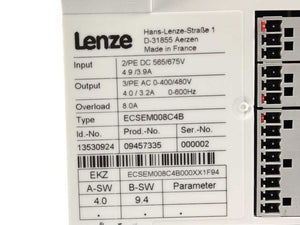 Lenze
Hans-Lenze-Straße 1
D-31855 Aerzen
Made in France
Input 2/PE DC 565/675V
4.9 /3.9A
Output 3/PE AC 0-400/480V
4.0 / 3.2A 0-600Hz
Overload 8.0A
Type ECSEM008C4B
Id.-No. Prod.-No. Ser.-No.
13530924 09457335 000002
EKZ ECSEM008C4B000XX1F94
A-SW B-SW Parameter
4.0 9.4